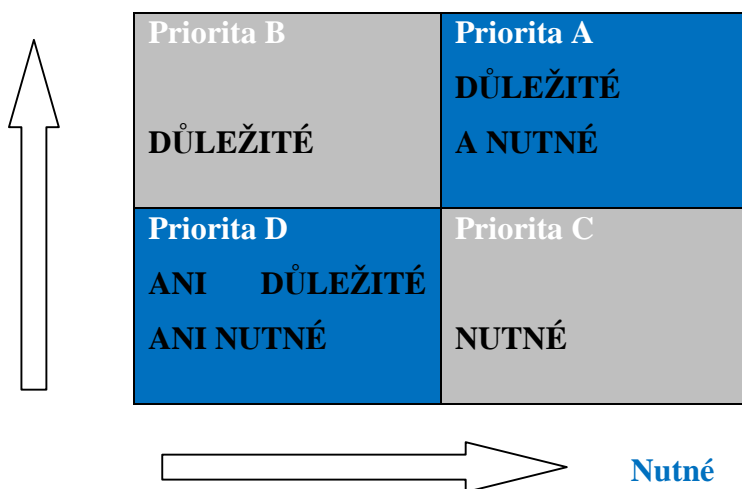 Priorita B
DŮLEŽITÉ
Priorita A
DŮLEŽITÉ
A NUTNÉ
Priorita D
ANI DŮLEŽITÉ
ANI NUTNÉ
Priorita C
NUTNÉ
Nutné